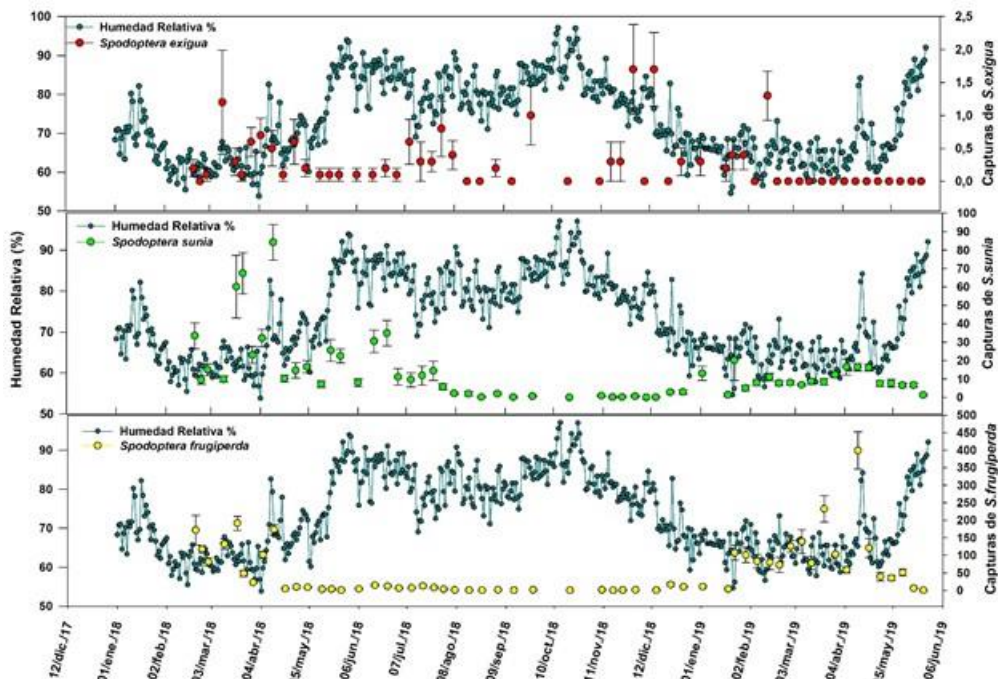 100
90
80
70
60
50
Humedad Relativa %
Spodoptera exigua
2,5
2,0
1,5
1,0
0,5
0,0
Capturas de S.exigua
Humedad Relativa (%)
90
80
70
60
50
Humedad Relativa %
Spodoptera sunia
100
90
80
70
60
50
40
30
20
10
0
Capturas de S.sunia
90
80
70
60
50
Humedad Relativa %
Spodoptera frugiperda
500
450
400
350
300
250
200
150
100
50
0
Capturas de S.frugiperda
12/dic./17
01/ene./18
02/feb./18
03/mar./18
04/abr./18
05/may./18
06/jun./18
07/jul./18
08/ago./18
09/sep./18
10/oct./18
11/nov./18
12/dic./18
01/ene./19
02/feb./19
03/mar./19
04/abr./19
05/may./19
06/jun./19